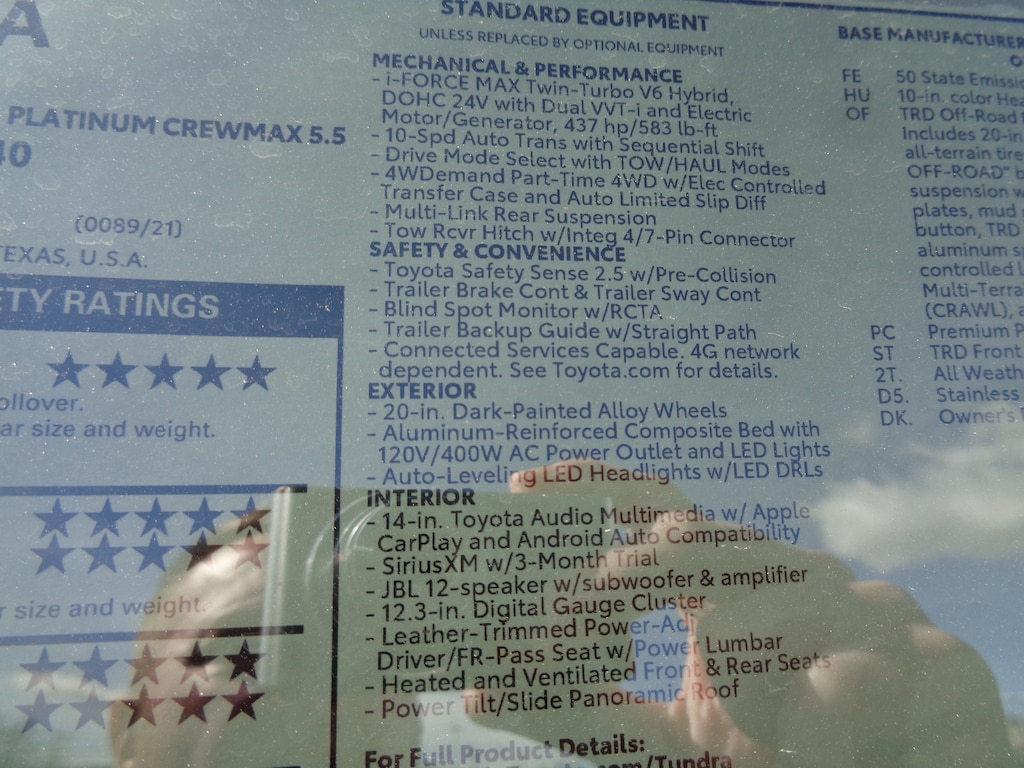 A
PLATINUM CREWMAX 5.5
40
(0089/21)
TEXAS, U.S.A.
ETY RATINGS
ollover.
ar size and weight.
r size and weight.
STANDARD EQUIPMENT
UNLESS REPLACED BY OPTIONAL EQUIPMENT
MECHANICAL & PERFORMANCE
- i-FORCE MAX Twin-Turbo V6 Hybrid,
DOHC 24V with Dual VVT-i and Electric
Motor/Generator, 437 hp/583 lb-ft
- 10-Spd Auto Trans with Sequential Shift
- Drive Mode Select with TOW/HAUL Modes
- 4WDemand Part-Time 4WD w/Elec Controlled
Transfer Case and Auto Limited Slip Diff
- Multi-Link Rear Suspension
- Tow Rcvr Hitch w/Integ 4/7-Pin Connector
SAFETY & CONVENIENCE
- Toyota Safety Sense 2.5 w/Pre-Collision
- Trailer Brake Cont & Trailer Sway Cont
- Blind Spot Monitor w/RCTA
- Trailer Backup Guide w/Straight Path
- Connected Services Capable. 4G network
dependent. See Toyota.com for details.
EXTERIOR
- 20-in. Dark-Painted Alloy Wheels
- Aluminum-Reinforced Composite Bed with
120V/400W AC Power Outlet and LED Lights
- Auto-Leveling LED Headlights w/LED DRLs
INTERIOR
- 14-in. Toyota Audio Multimedia w/ Apple
CarPlay and Android Auto Compatibility
- SiriusXM w/3-Month Trial
- JBL 12-speaker w/subwoofer & amplifier
- 12.3-in. Digital Gauge Cluster
- Leather-Trimmed Power-Adj
Driver/FR-Pass Seat w/Power Lumbar
- Heated and Ventilated Front & Rear Seats
- Power Tilt/Slide Panoramic Roof
For Full Product Details:
.com/Tundra
BASE MANUFACTURER
FE 50 State Emissi
HU 10-in. color Hea
OF TRD Off-Road
Includes 20-in
all-terrain tire
OFF-ROAD" b
suspension w
plates, mud
button, TRD
aluminum s
controlled l
Multi-Terra
(CRAWL), a
PC Premium P
ST TRD Front
2T. All Weath
D5. Stainless
DK. Owner's